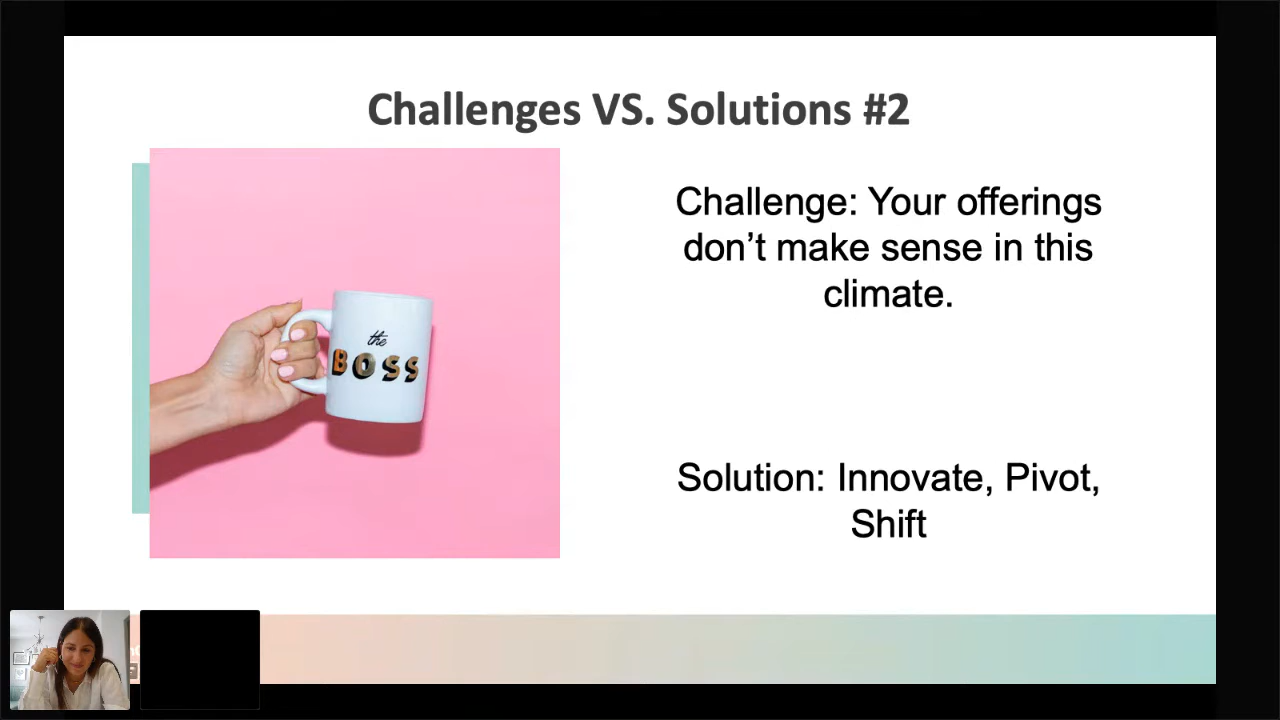 Challenges VS. Solutions #2
Challenge: Your offerings
don’t make sense in this
climate.
the
BOSS
Solution: Innovate, Pivot,
Shift